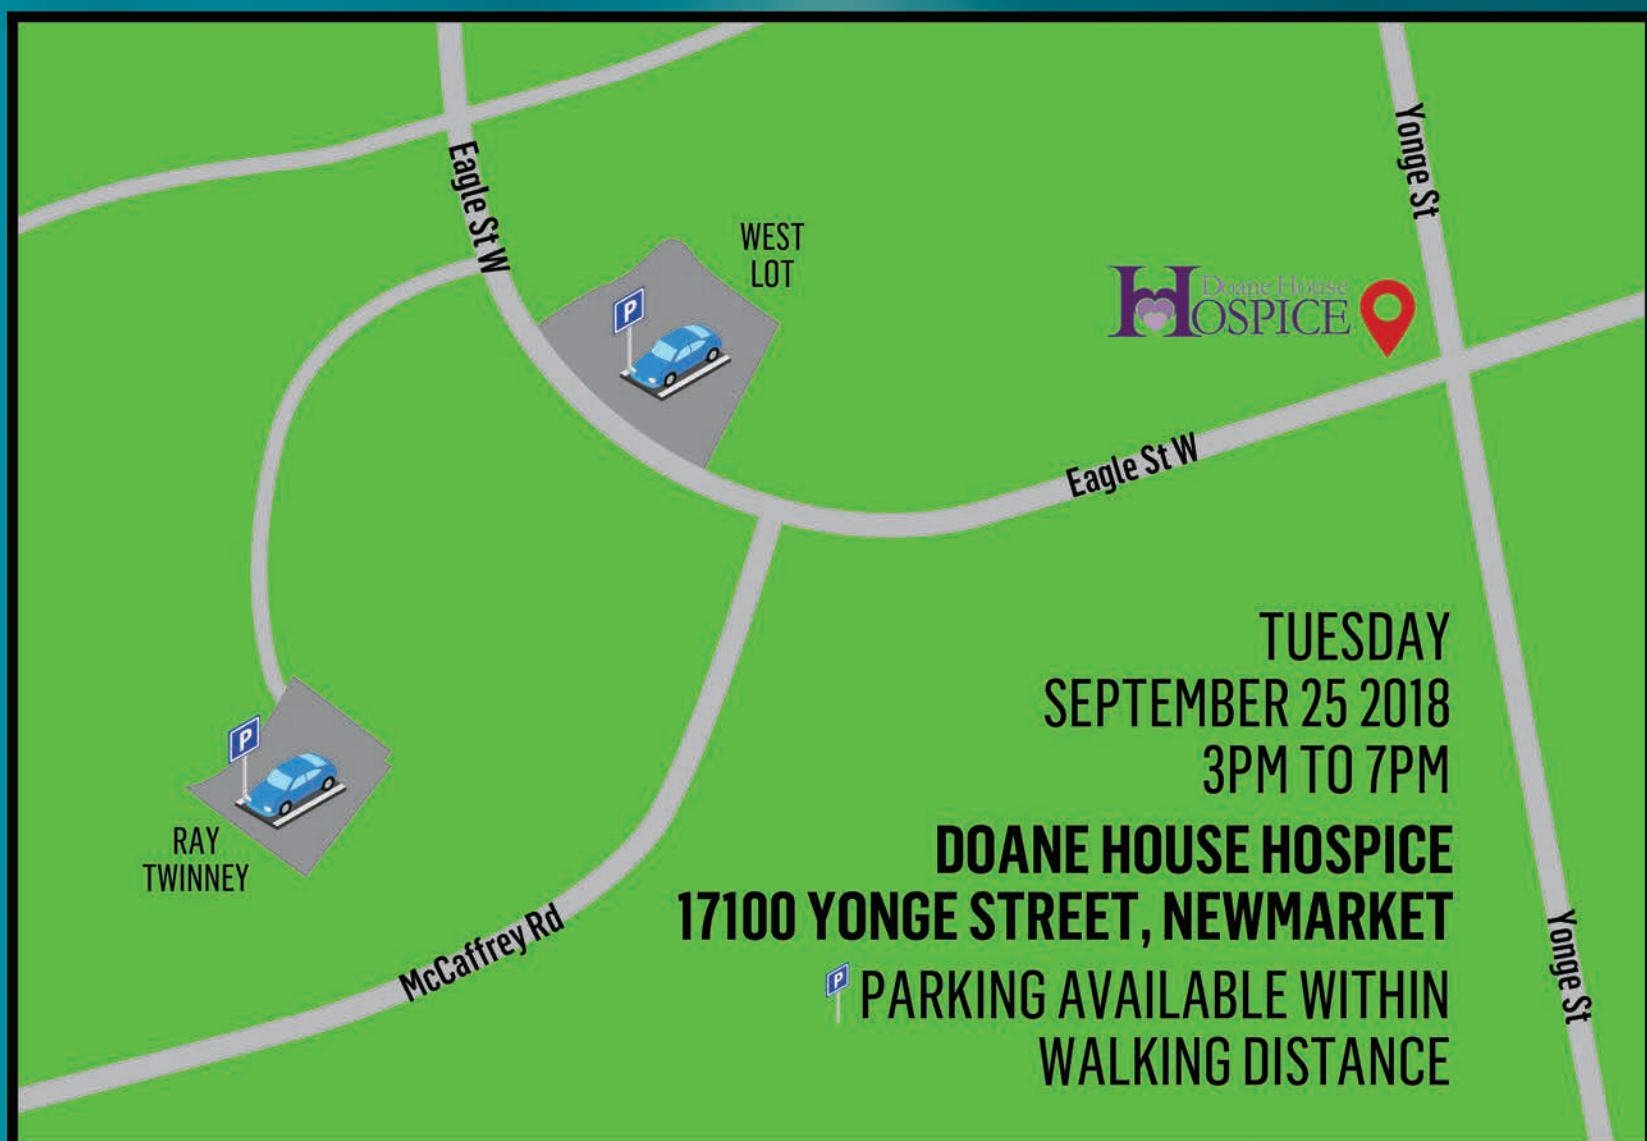 Eagle St W
Yonge St
WEST
LOT
Doane House
HOSPICE
Eagle St W
TUESDAY
SEPTEMBER 25 2018
3PM TO 7PM
DOANE HOUSE HOSPICE
17100 YONGE STREET, NEWMARKET
P PARKING AVAILABLE WITHIN
WALKING DISTANCE
P
P
RAY
TWINNEY
McCaffrey Rd
Yonge St